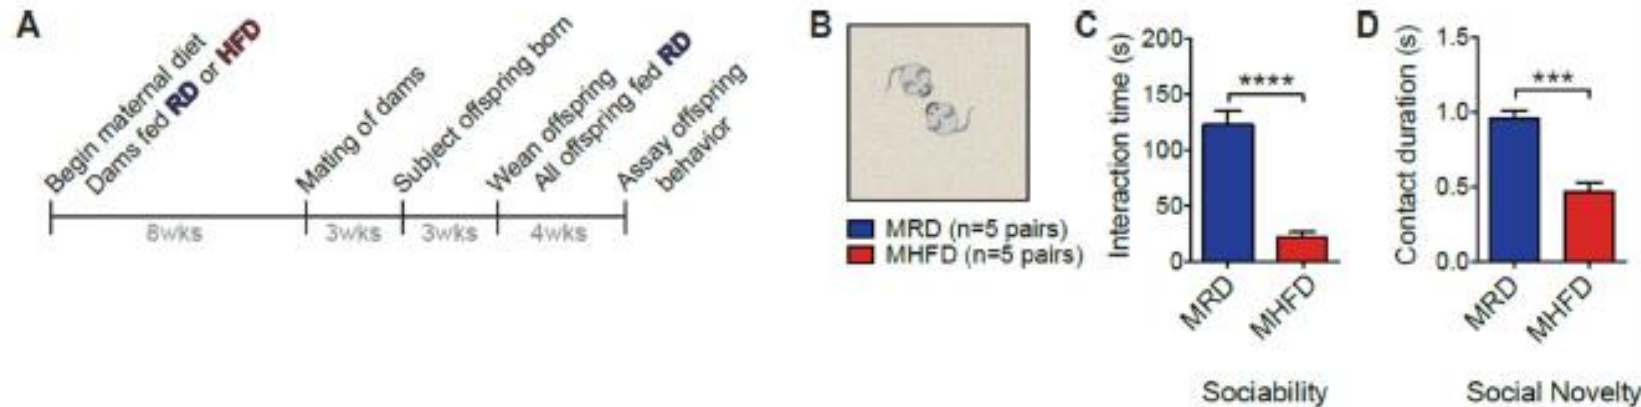 A
Begin maternal diet
Dams fed RD or HFD
Mating of dams
Subject offspring born
Wean offspring
All offspring fed RD
Assay offspring
behavior
8wks
3wks
3wks
4wks
B
MRD (n=5 pairs)
MHFD (n=5 pairs)
C
Interaction time (s)
200
150
100
50
0
****
MRD
MHFD
Sociability
D
Contact duration (s)
1.5
1.0
0.5
0.0
***
MRD
MHFD
Social Novelty